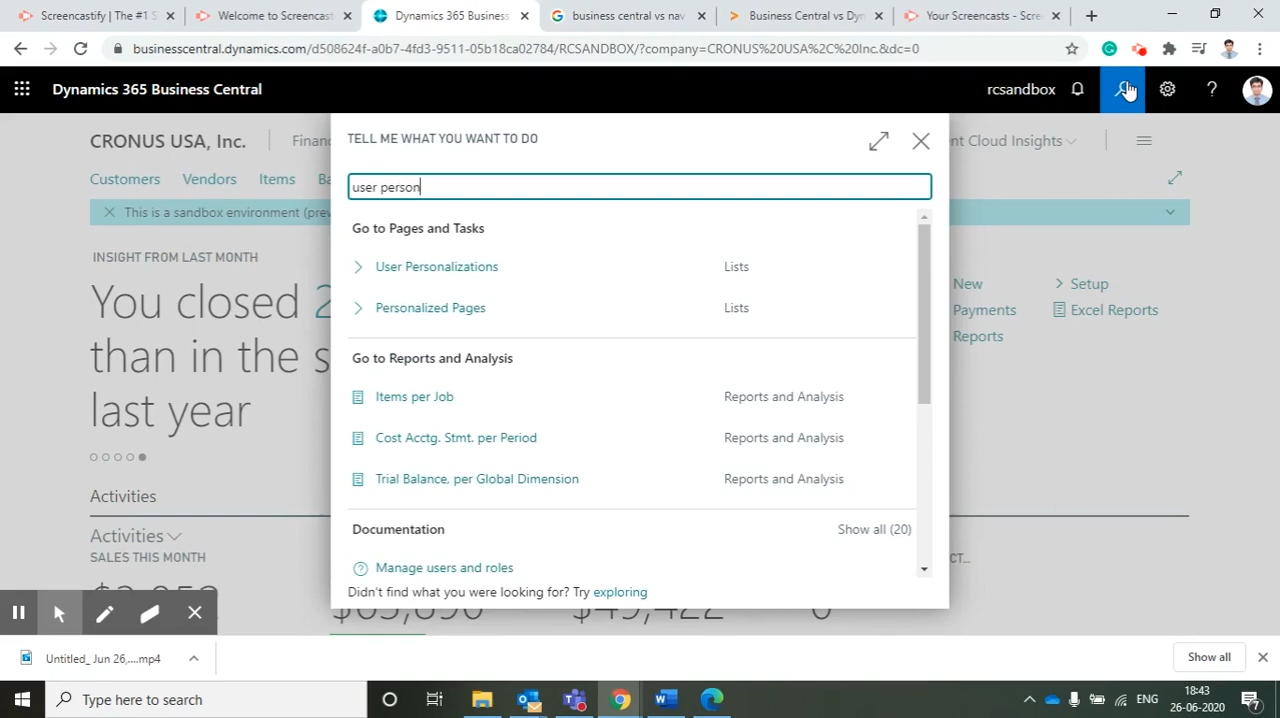 Screencastify | The #1 S
Welcome to Screencast
Dynamics 365 Business
business central vs nav
Business Central vs Dyn
Your Screencasts - Scree
businesscentral.dynamics.com/d508624f-a0b7-4fd3-9511-05b18ca02784/RCSANDBOX/?company=CRONUS%20USA%2C%20Inc.&dc=0
Dynamics 365 Business Central
rcsandbox
CRONUS USA, Inc.
Finan
nt Cloud Insights
Customers
Vendors
Items
Ba
This is a sandbox environment (prev
INSIGHT FROM LAST MONTH
You closed 2
than in the s
last year
New
Payments
Reports
Setup
Excel Reports
Activities
Activities
SALES THIS MONTH
CT...
TELL ME WHAT YOU WANT TO DO
user person
Go to Pages and Tasks
User Personalizations Lists
Personalized Pages Lists
Go to Reports and Analysis
Items per Job Reports and Analysis
Cost Acctg. Stmt. per Period Reports and Analysis
Trial Balance, per Global Dimension Reports and Analysis
Documentation Show all (20)
Manage users and roles
Didn't find what you were looking for? Try exploring
Untitled_ Jun 26,....mp4
Show all
Type here to search
ENG
18:43
26-06-2020
7